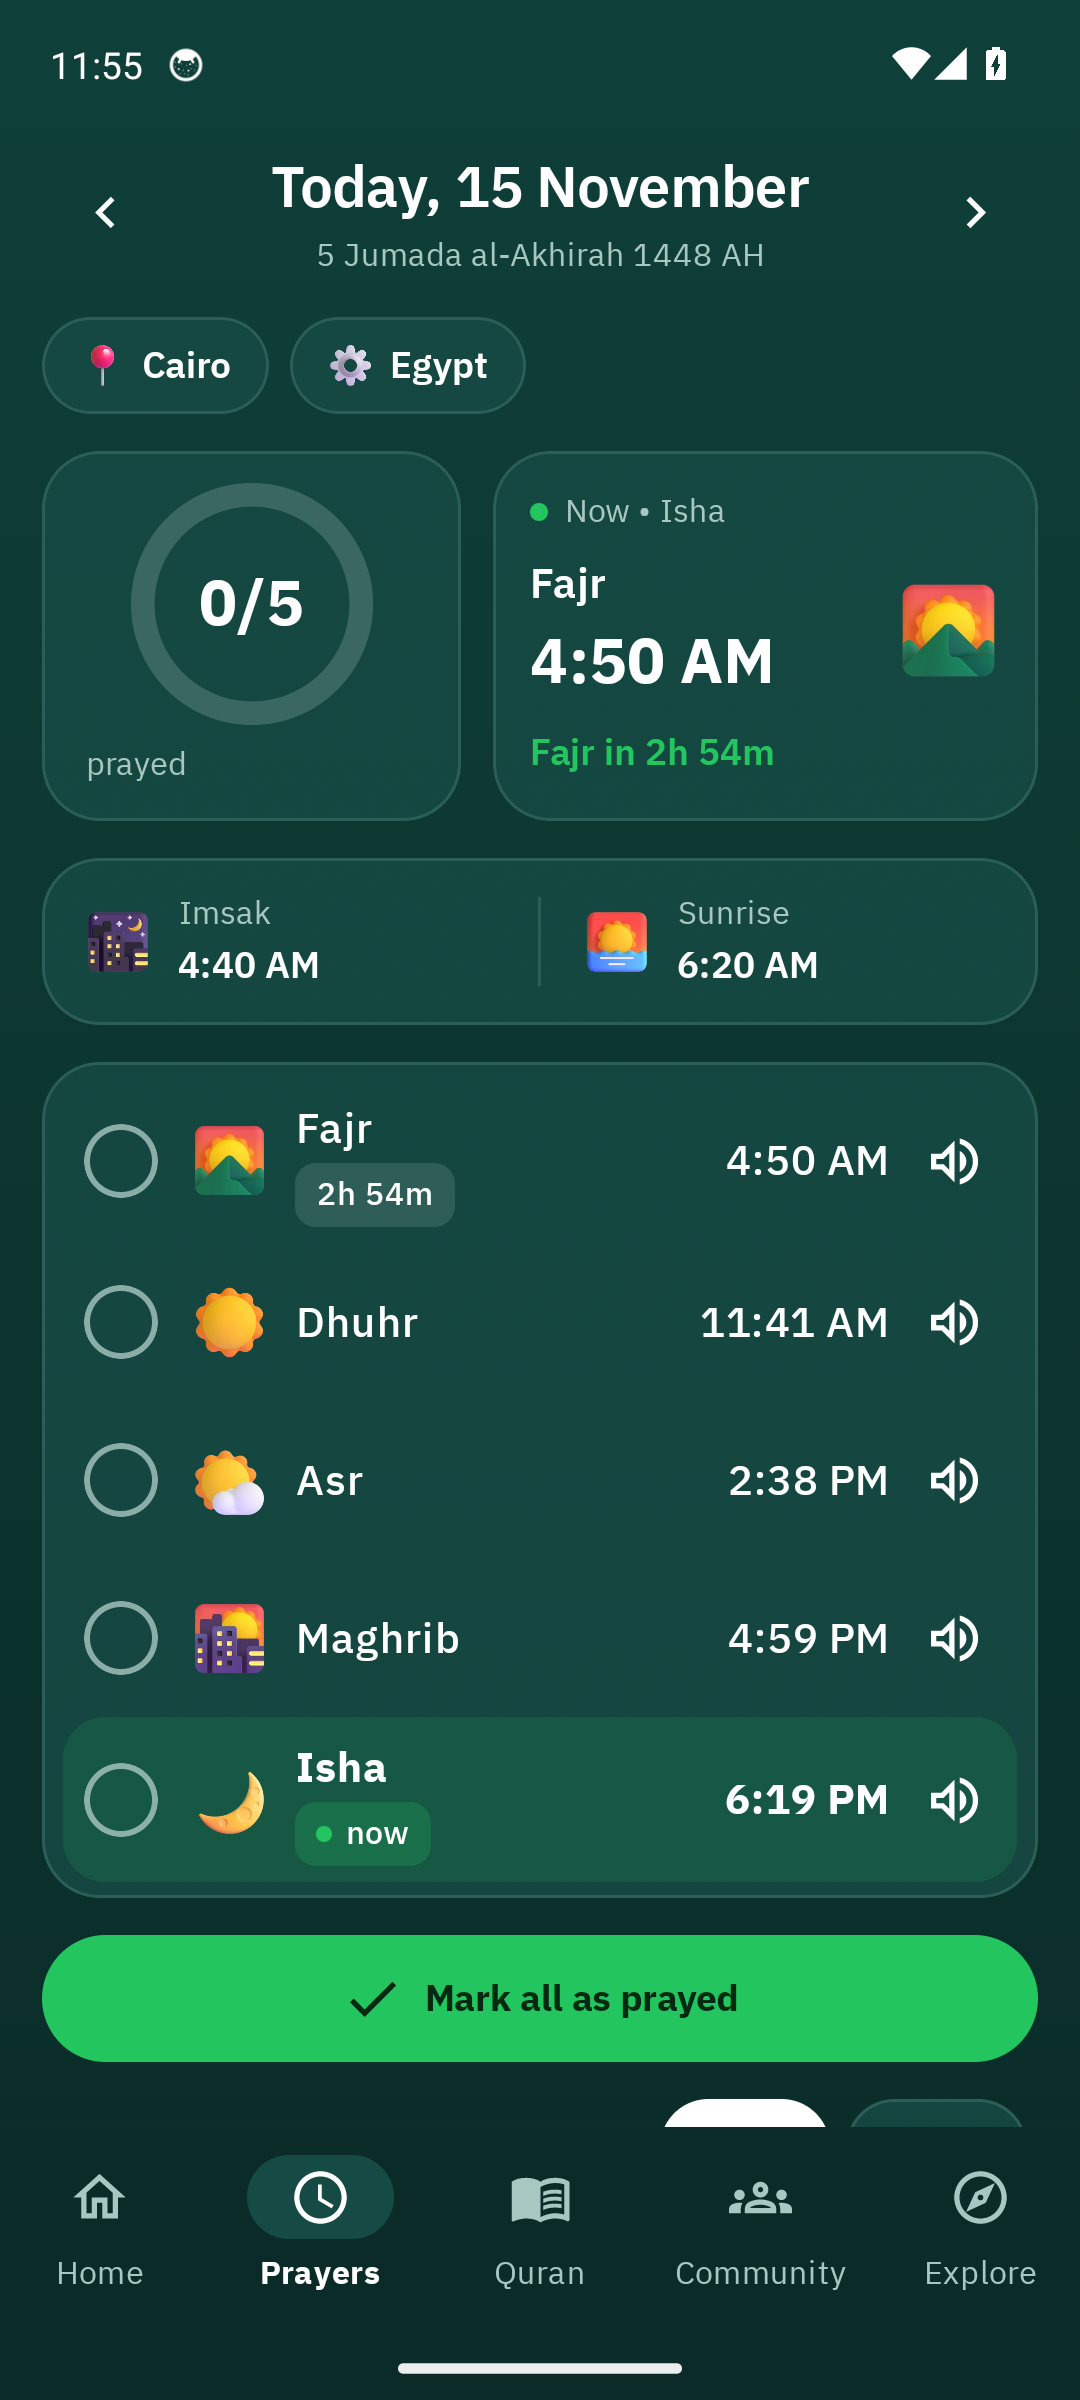 11:55
Today, 15 November
5 Jumada al-Akhirah 1448 AH
Cairo
Egypt
0/5
prayed
Now • Isha
Fajr
4:50 AM
Fajr in 2h 54m
Imsak
4:40 AM
Sunrise
6:20 AM
Fajr
2h 54m
4:50 AM
Dhuhr
11:41 AM
Asr
2:38 PM
Maghrib
4:59 PM
Isha
now
6:19 PM
Mark all as prayed
Home
Prayers
Quran
Community
Explore